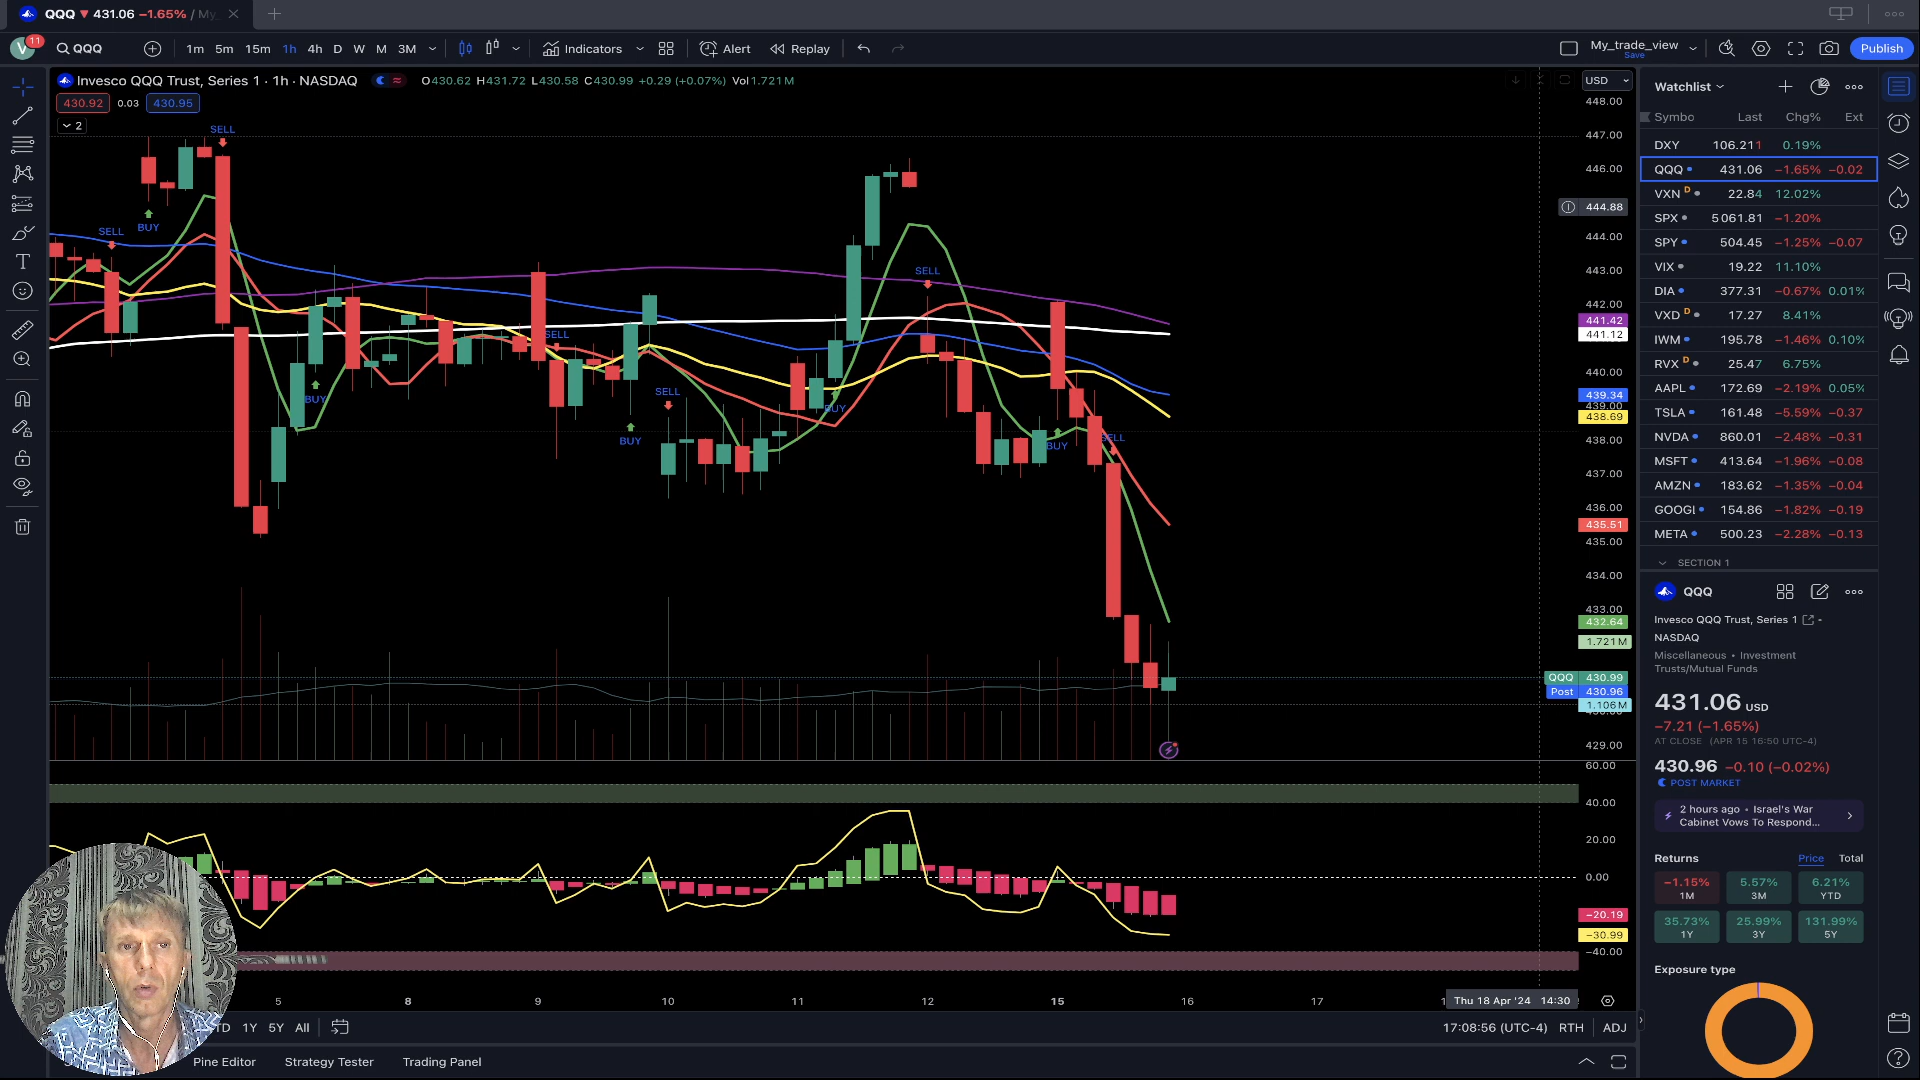 QQQ ▼ 431.06 −1.65% / My_
V 11 QQQ 1m 5m 15m 1h 4h D W M 3M Indicators Alert Replay My_trade_view Save Publish
Invesco QQQ Trust, Series 1 · 1h · NASDAQ O430.62 H431.72 L430.58 C430.99 +0.29 (+0.07%) Vol1.721 M
430.92 0.03 430.95
2
USD
448.00
447.00
446.00
444.88
444.00
443.00
442.00
441.42
441.12
440.00
439.34
439.00
438.69
438.00
437.00
436.00
435.51
435.00
434.00
433.00
432.64
1.721M
QQQ 430.99
Post 430.96
1.106M
429.00
60.00
40.00
20.00
0.00
−20.19
−30.99
−40.00
SELL
SELL
BUY
BUY
SELL
BUY
SELL
BUY
SELL
BUY
SELL
5 8 9 10 11 12 15 16 17 Thu 18 Apr '24 14:30
TD 1Y 5Y All 17:08:56 (UTC-4) RTH ADJ
Pine Editor Strategy Tester Trading Panel
Watchlist
Symbo Last Chg% Ext
DXY 106.211 0.19%
QQQ 431.06 −1.65% −0.02
VXN D 22.84 12.02%
SPX 5 061.81 −1.20%
SPY 504.45 −1.25% −0.07
VIX 19.22 11.10%
DIA 377.31 −0.67% 0.01%
VXD D 17.27 8.41%
IWM 195.78 −1.46% 0.10%
RVX D 25.47 6.75%
AAPL 172.69 −2.19% 0.05%
TSLA 161.48 −5.59% −0.37
NVDA 860.01 −2.48% −0.31
MSFT 413.64 −1.96% −0.08
AMZN 183.62 −1.35% −0.04
GOOGL 154.86 −1.82% −0.19
META 500.23 −2.28% −0.13
SECTION 1
QQQ
Invesco QQQ Trust, Series 1
NASDAQ
Miscellaneous • Investment
Trusts/Mutual Funds
431.06 USD
−7.21 (−1.65%)
AT CLOSE (APR 15 16:50 UTC-4)
430.96 −0.10 (−0.02%)
POST MARKET
2 hours ago • Israel's War
Cabinet Vows To Respond...
Returns Price Total
−1.15% 5.57% 6.21%
1M 3M YTD
35.73% 25.99% 131.99%
1Y 3Y 5Y
Exposure type